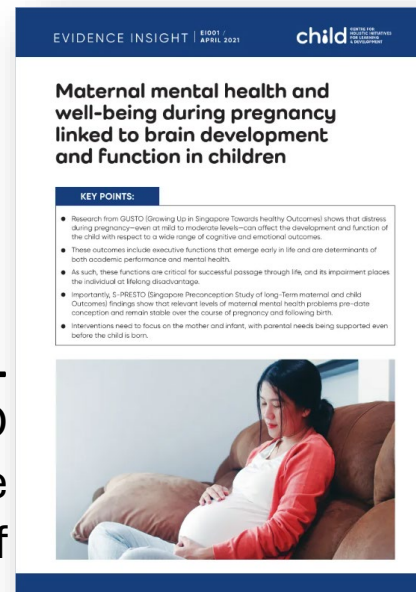 EVIDENCE INSIGHT | EI001 / APRIL 2021
child CENTRE FOR HOLISTIC INITIATIVES FOR LEARNING & DEVELOPMENT
Maternal mental health and
well-being during pregnancy
linked to brain development
and function in children
KEY POINTS:
● Research from GUSTO (Growing Up in Singapore Towards healthy Outcomes) shows that distress
during pregnancy—even at mild to moderate levels—can affect the development and function of
the child with respect to a wide range of cognitive and emotional outcomes.
● These outcomes include executive functions that emerge early in life and are determinants of
both academic performance and mental health.
● As such, these functions are critical for successful passage through life, and its impairment places
the individual at lifelong disadvantage.
● Importantly, S-PRESTO (Singapore Preconception Study of long-Term maternal and child
Outcomes) findings show that relevant levels of maternal mental health problems pre-date
conception and remain stable over the course of pregnancy and following birth.
● Interventions need to focus on the mother and infant, with parental needs being supported even
before the child is born.
e
f